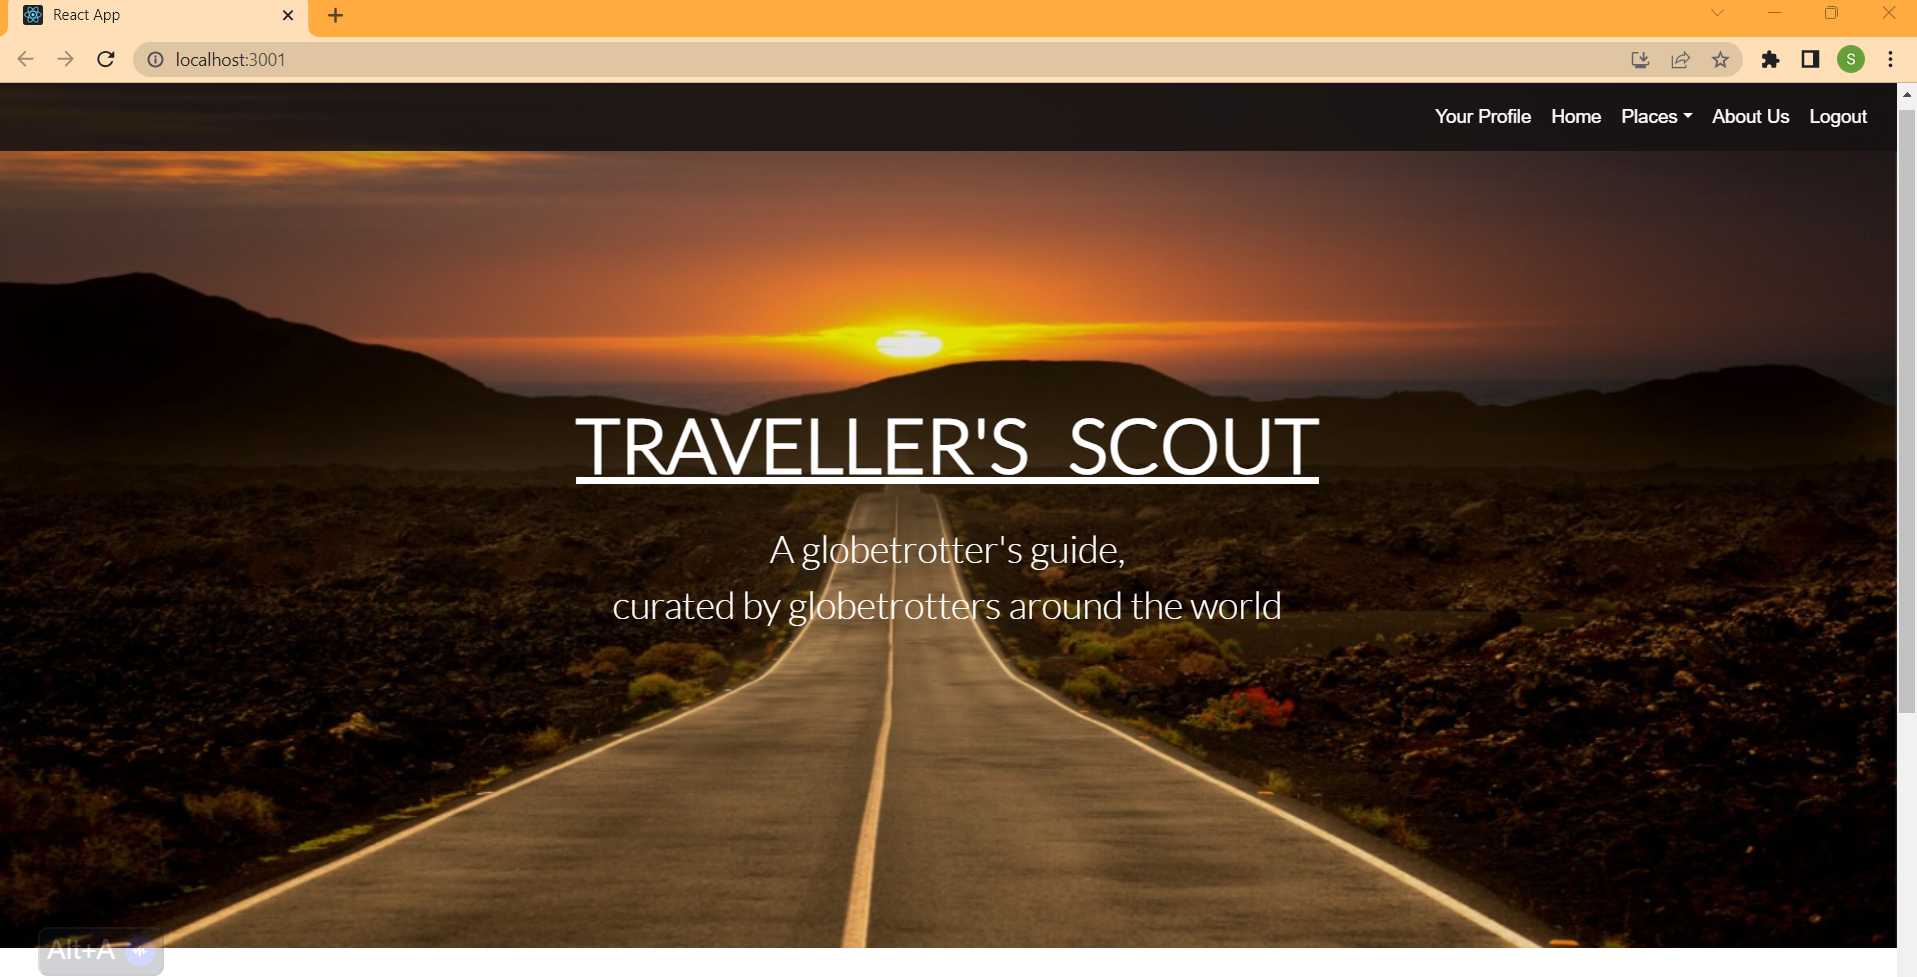 React App
localhost:3001
S
Your Profile Home Places About Us Logout
TRAVELLER'S SCOUT
A globetrotter's guide,
curated by globetrotters around the world
Alt+A